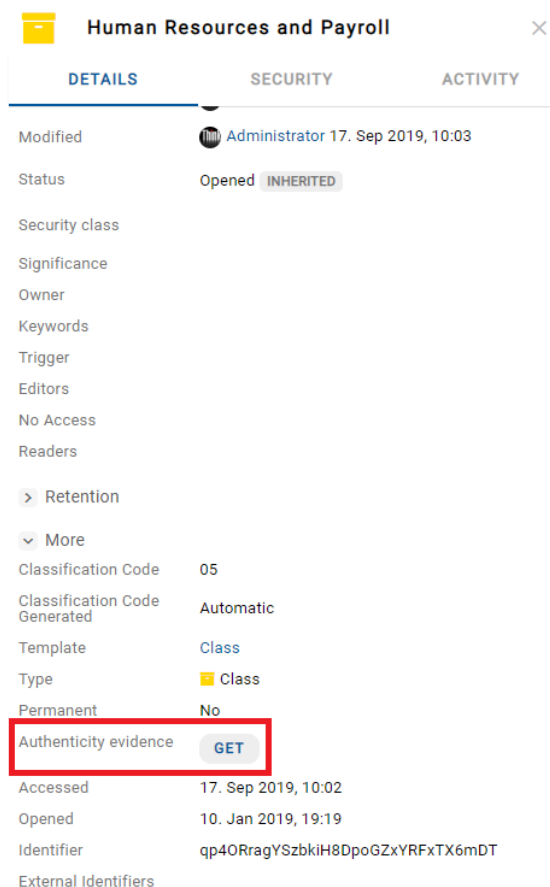 Human Resources and Payroll
DETAILS SECURITY ACTIVITY
Modified Administrator 17. Sep 2019, 10:03
Status Opened INHERITED
Security class
Significance
Owner
Keywords
Trigger
Editors
No Access
Readers
Retention
More
Classification Code 05
Classification Code
Generated Automatic
Template Class
Type Class
Permanent No
Authenticity evidence GET
Accessed 17. Sep 2019, 10:02
Opened 10. Jan 2019, 19:19
Identifier qp4ORragYSzbkiH8DpoGZxYRFxTX6mDT
External Identifiers